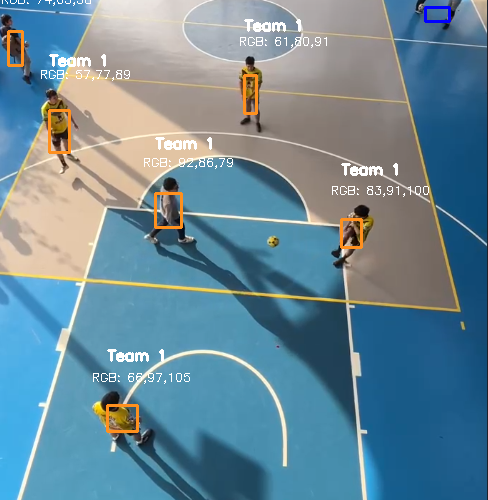 Team 1
RGB: 61,80,91
Team 1
RGB: 57,77,89
Team 1
RGB: 92,86,79
Team 1
RGB: 83,91,100
Team 1
RGB: 66,97,105